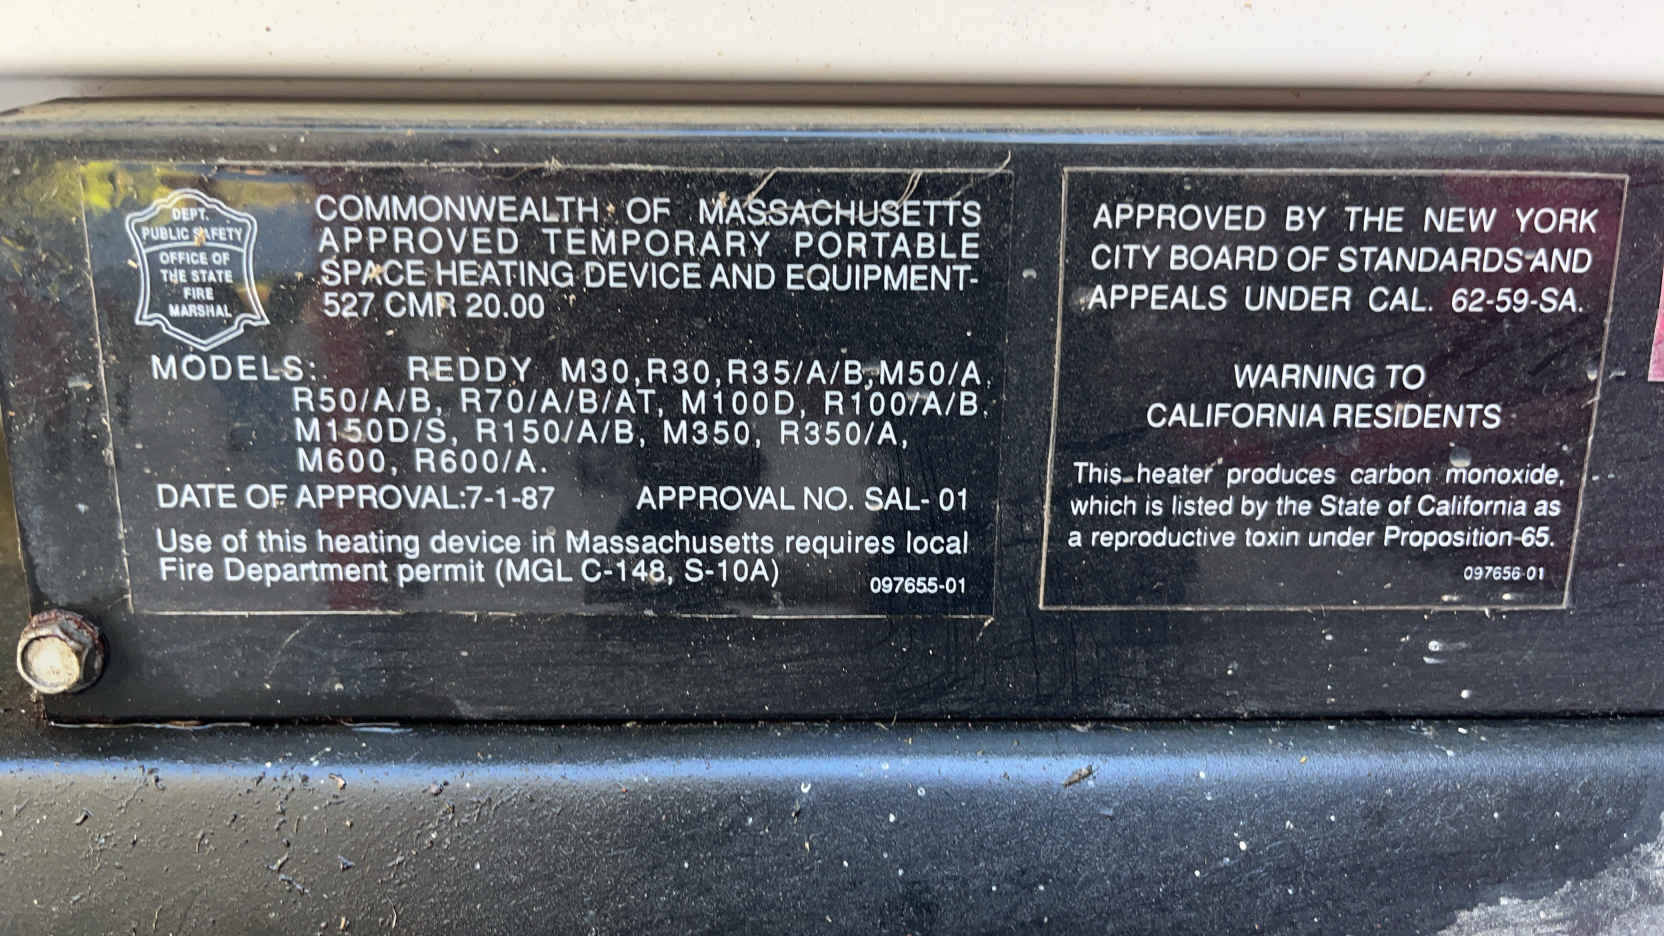 DEPT.
PUBLIC SAFETY
OFFICE OF
THE STATE
FIRE
MARSHAL
COMMONWEALTH OF MASSACHUSETTS
APPROVED TEMPORARY PORTABLE
SPACE HEATING DEVICE AND EQUIPMENT-
527 CMR 20.00
MODELS: REDDY M30,R30,R35/A/B,M50/A,
R50/A/B, R70/A/B/AT, M100D, R100/A/B,
M150D/S, R150/A/B, M350, R350/A,
M600, R600/A.
DATE OF APPROVAL:7-1-87 APPROVAL NO. SAL- 01
Use of this heating device in Massachusetts requires local
Fire Department permit (MGL C-148, S-10A)
097655-01
APPROVED BY THE NEW YORK
CITY BOARD OF STANDARDS AND
APPEALS UNDER CAL. 62-59-SA.
WARNING TO
CALIFORNIA RESIDENTS
This heater produces carbon monoxide,
which is listed by the State of California as
a reproductive toxin under Proposition 65.
097656-01